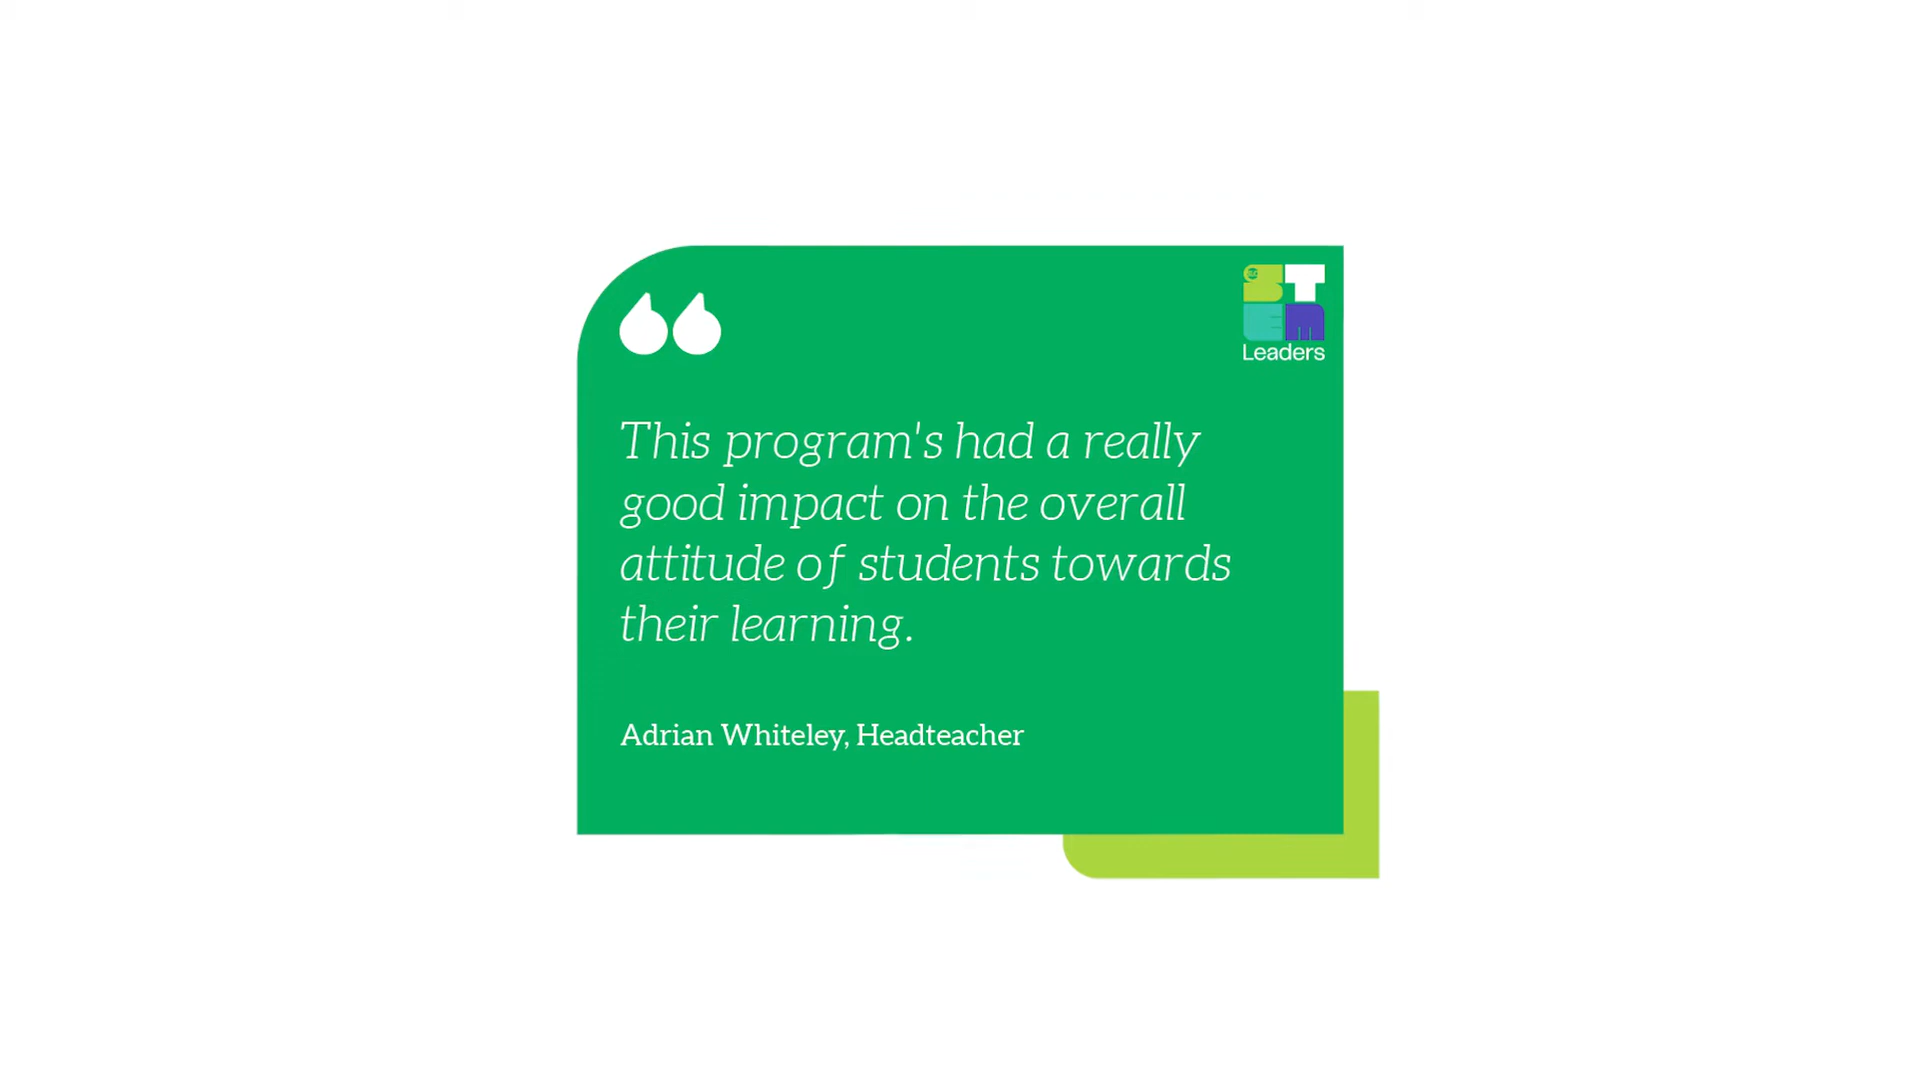 STEM
Leaders
This program's had a really
good impact on the overall
attitude of students towards
their learning.
Adrian Whiteley, Headteacher